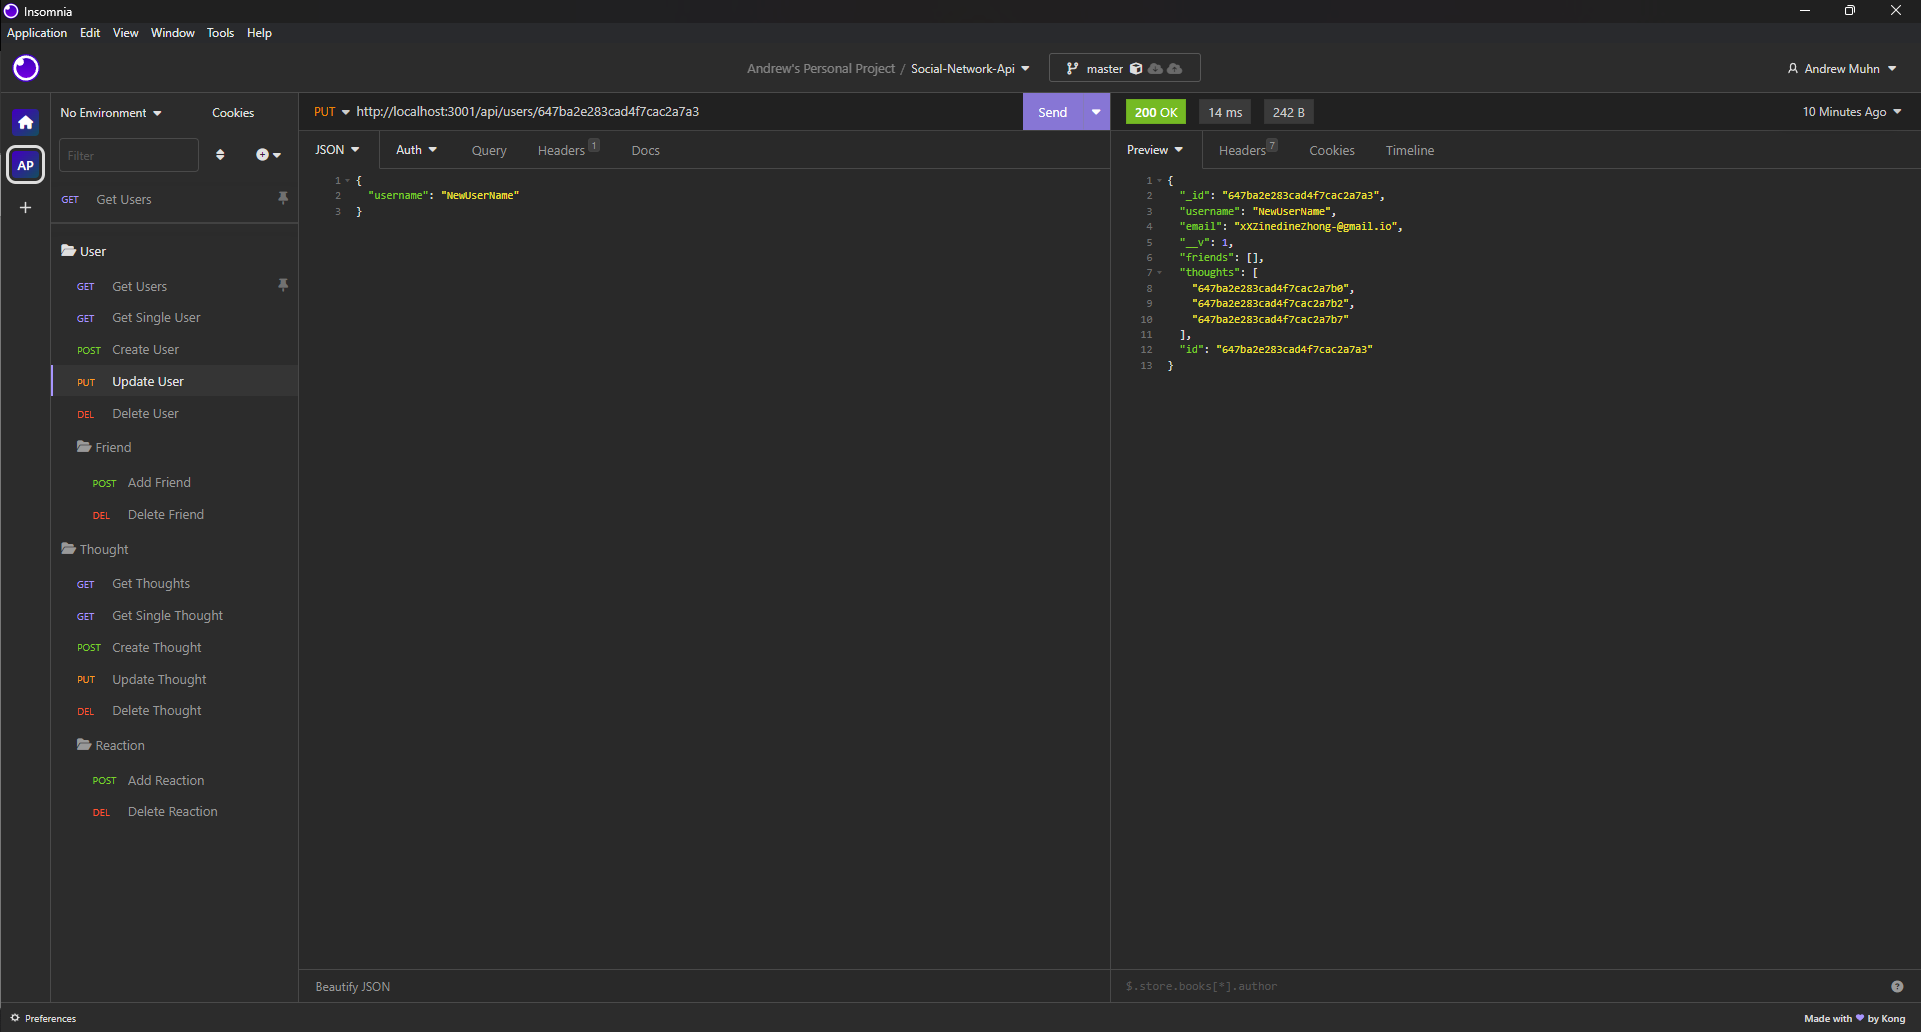 Insomnia
Application Edit View Window Tools Help
Andrew's Personal Project / Social-Network-Api master Andrew Muhn
No Environment Cookies
PUT http://localhost:3001/api/users/647ba2e283cad4f7cac2a7a3 Send
200 OK 14 ms 242 B 10 Minutes Ago
AP
Filter
GET Get Users
User
GET Get Users
GET Get Single User
POST Create User
PUT Update User
DEL Delete User
Friend
POST Add Friend
DEL Delete Friend
Thought
GET Get Thoughts
GET Get Single Thought
POST Create Thought
PUT Update Thought
DEL Delete Thought
Reaction
POST Add Reaction
DEL Delete Reaction
JSON Auth Query Headers 1 Docs
1 {
2 "username": "NewUserName"
3 }
Beautify JSON
Preview Headers 7 Cookies Timeline
1 {
2 "_id": "647ba2e283cad4f7cac2a7a3",
3 "username": "NewUserName",
4 "email": "xXZinedineZhong-@gmail.io",
5 "__v": 1,
6 "friends": [],
7 "thoughts": [
8 "647ba2e283cad4f7cac2a7b0",
9 "647ba2e283cad4f7cac2a7b2",
10 "647ba2e283cad4f7cac2a7b7"
11 ],
12 "id": "647ba2e283cad4f7cac2a7a3"
13 }
$.store.books[*].author
Preferences
Made with ♥ by Kong